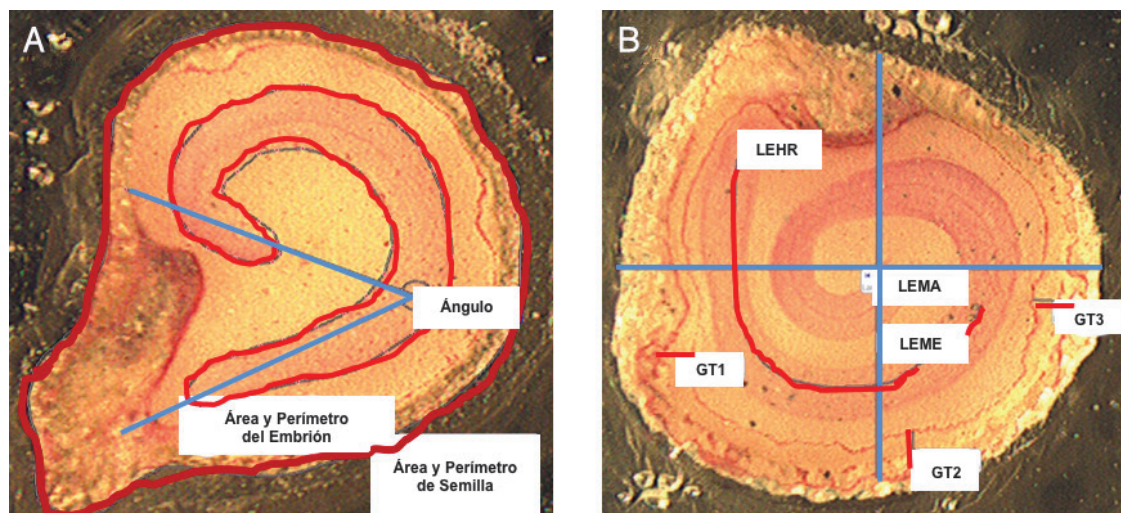 A
Ángulo
Área y Perímetro
del Embrión
Área y Perímetro
de Semilla
B
LEHR
LEMA
LEME
GT1
GT2
GT3